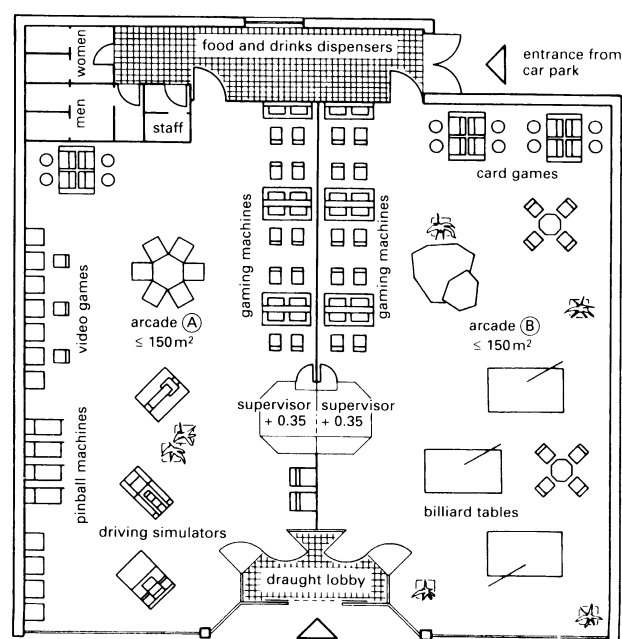 food and drinks dispensers
women
entrance from
car park
men
staff
card games
gaming machines
gaming machines
video games
arcade A
≤ 150 m²
arcade B
≤ 150 m²
supervisor
+ 0.35
supervisor
+ 0.35
pinball machines
billiard tables
driving simulators
draught lobby